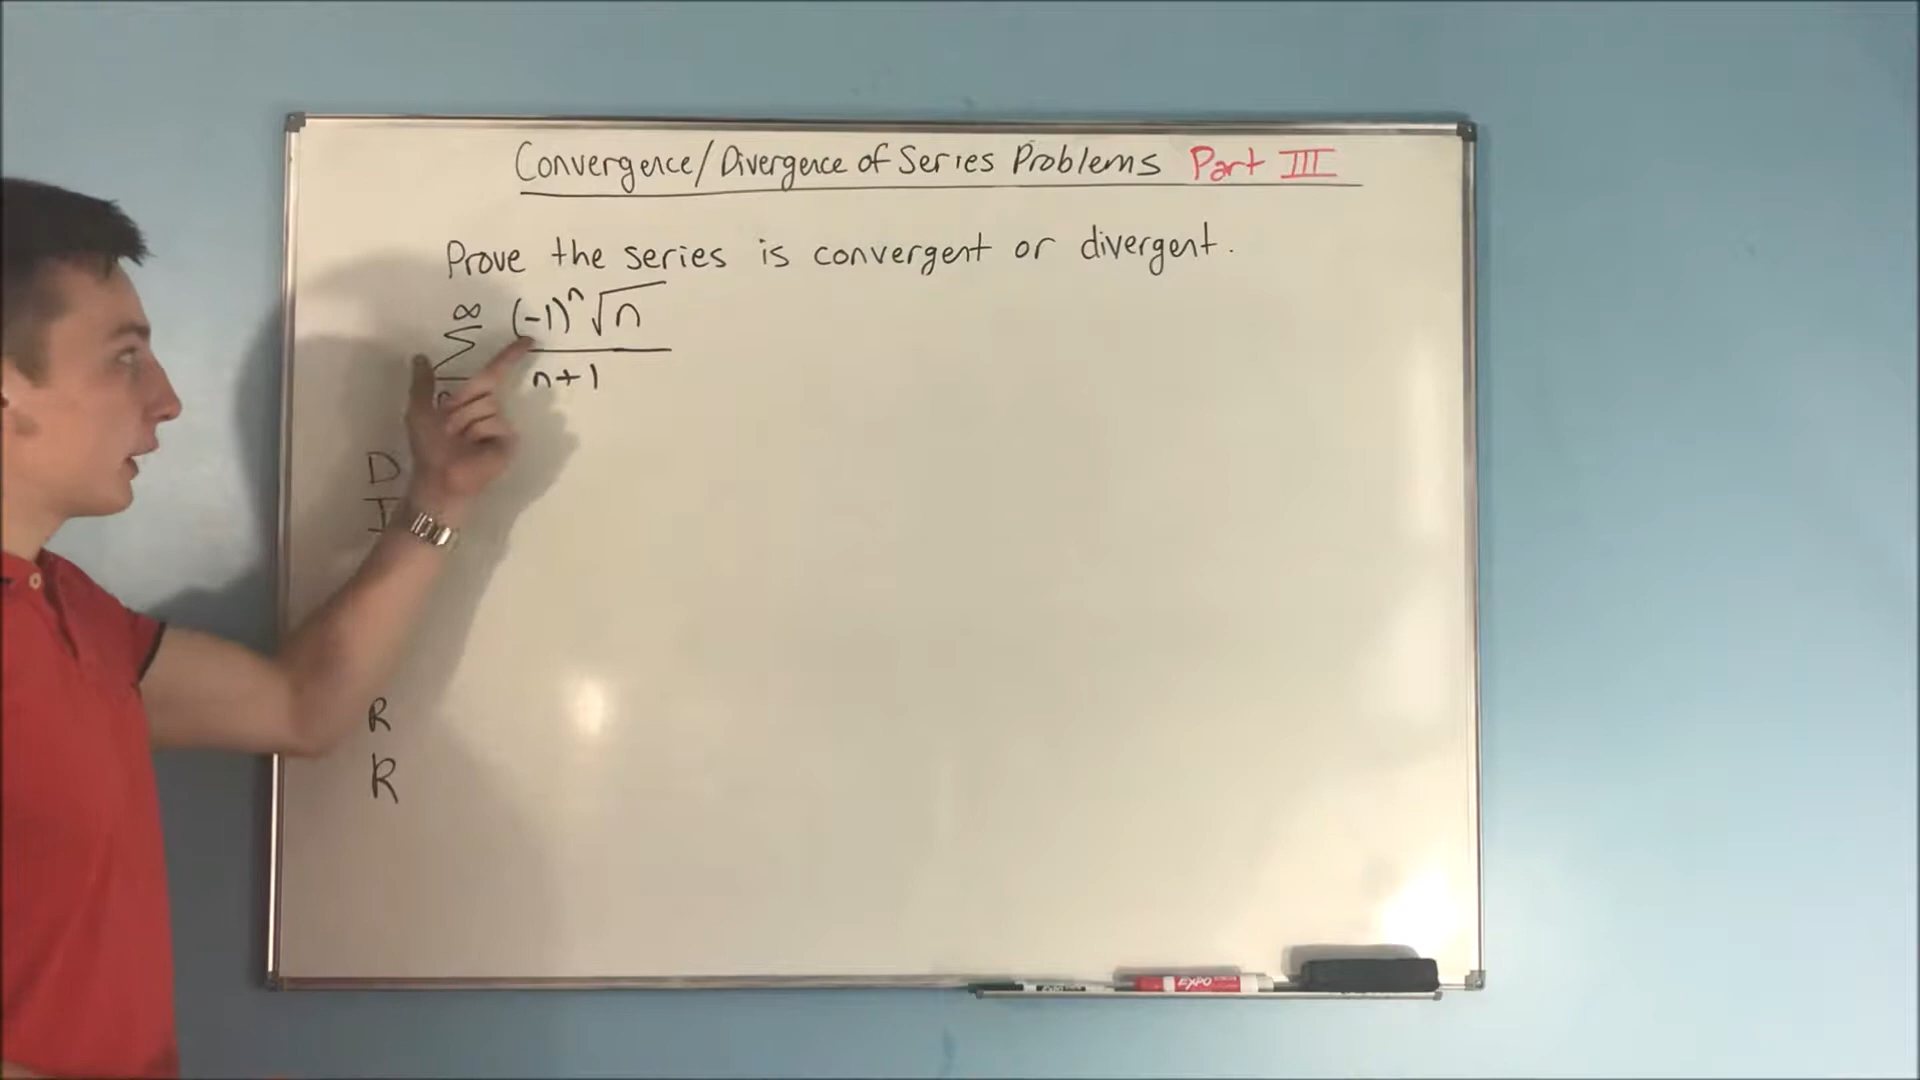 Convergence/Divergence of Series Problems Part III
Prove the series is convergent or divergent.
∞
Σ (-1)ⁿ √n
n+1
D
I
R
R
EXPO